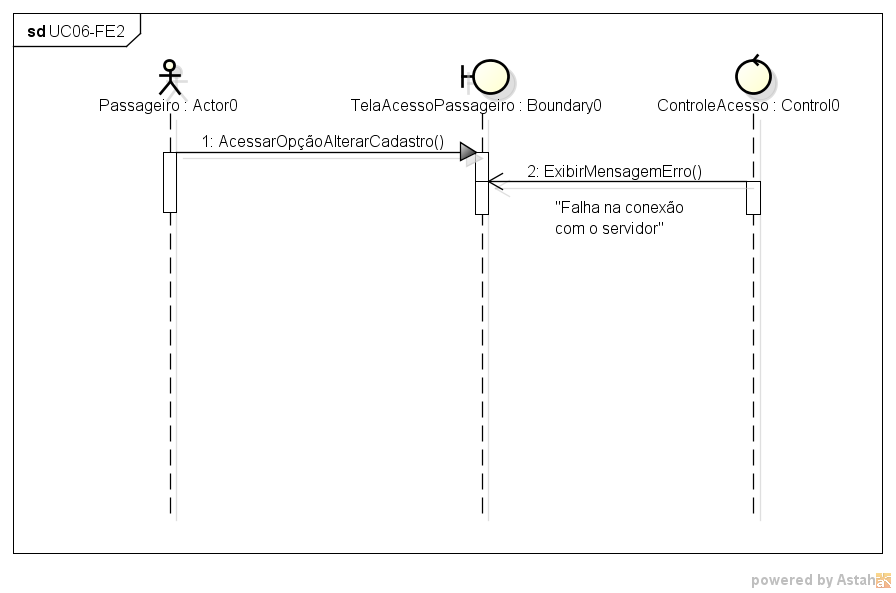 sd UC06-FE2
Passageiro : Actor0
TelaAcessoPassageiro : Boundary0
ControleAcesso : Control0
1: AcessarOpçãoAlterarCadastro()
2: ExibirMensagemErro()
"Falha na conexão
com o servidor"
powered by Astah